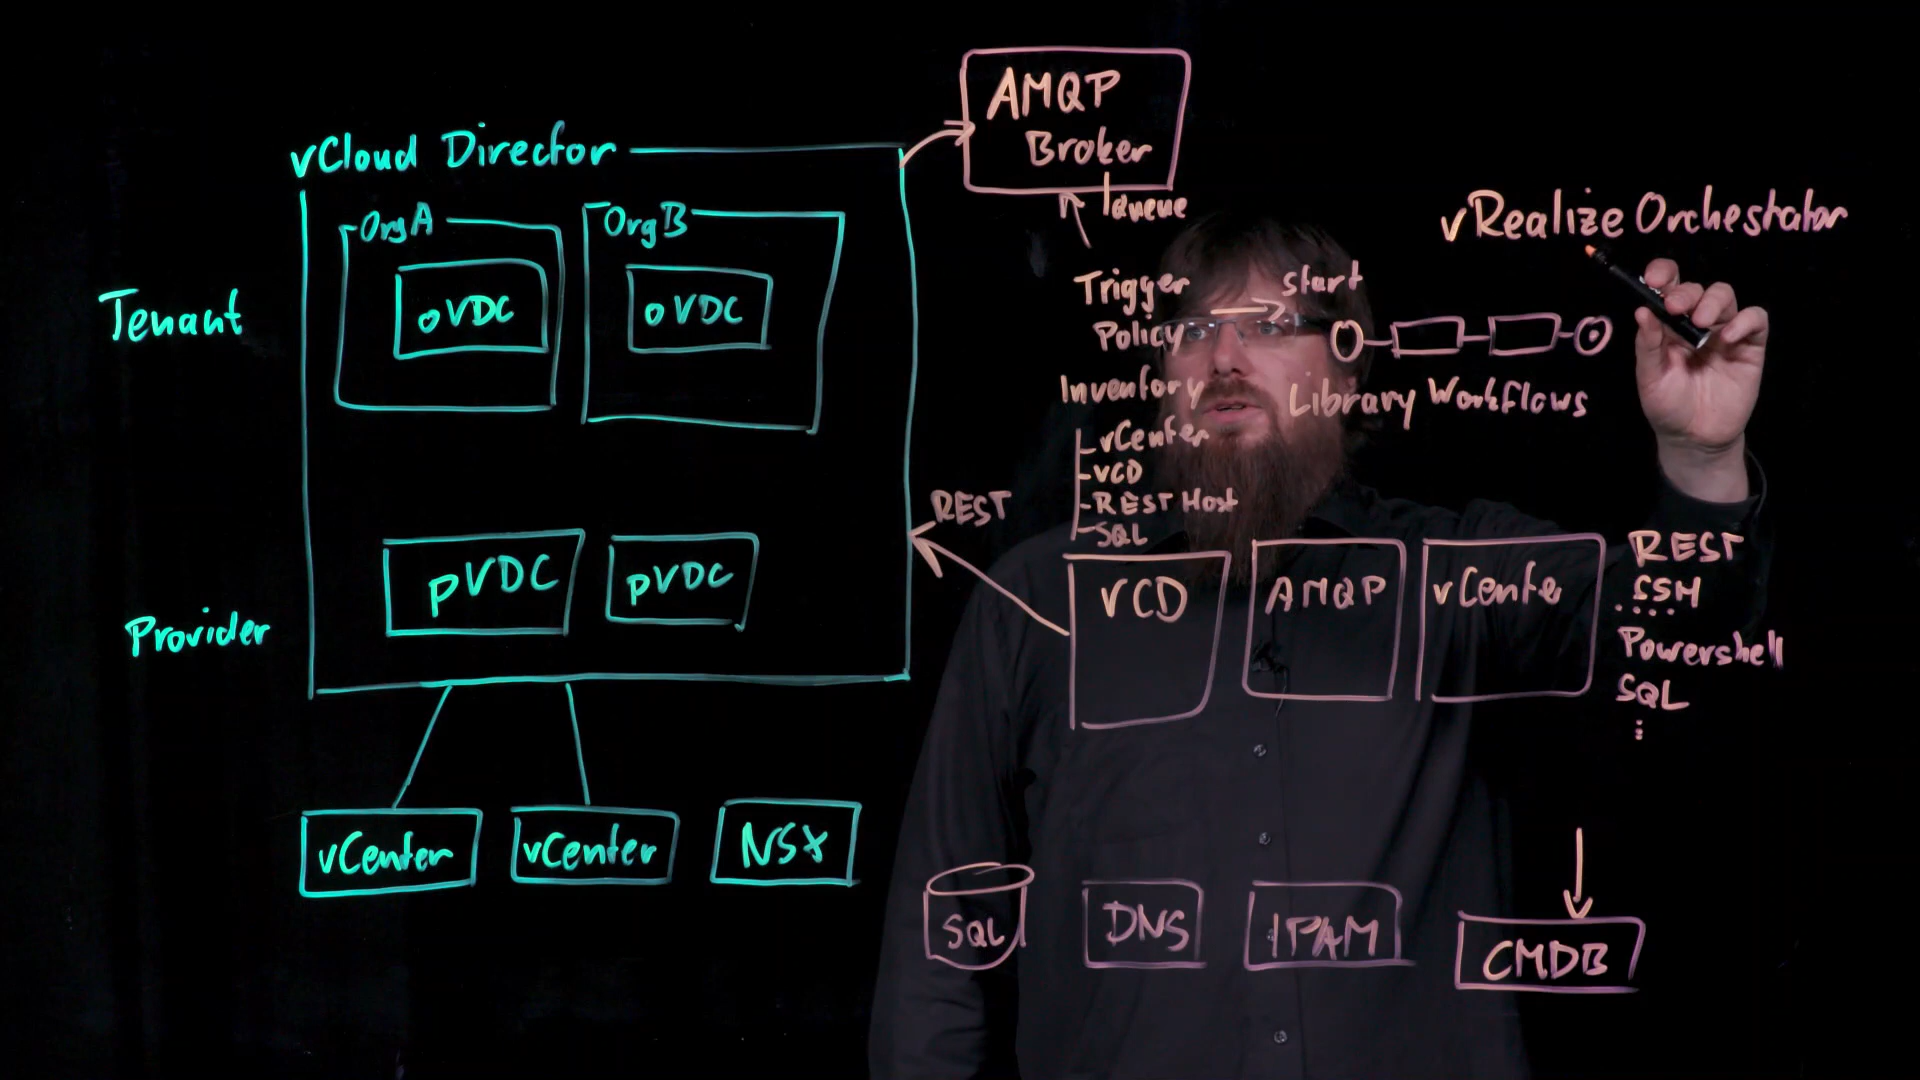 vCloud Director
OrgA
OrgB
oVDC
oVDC
Tenant
pVDC
pVDC
Provider
vCenter
vCenter
NSX
AMQP
Broker
queue
vRealize Orchestrator
Trigger
Policy
start
Inventory
vCenter
VCD
REST Host
SQL
Library Workflows
REST
VCD
AMQP
vCente
REST
SSH
Powershell
SQL
SQL
DNS
IPAM
CMDB